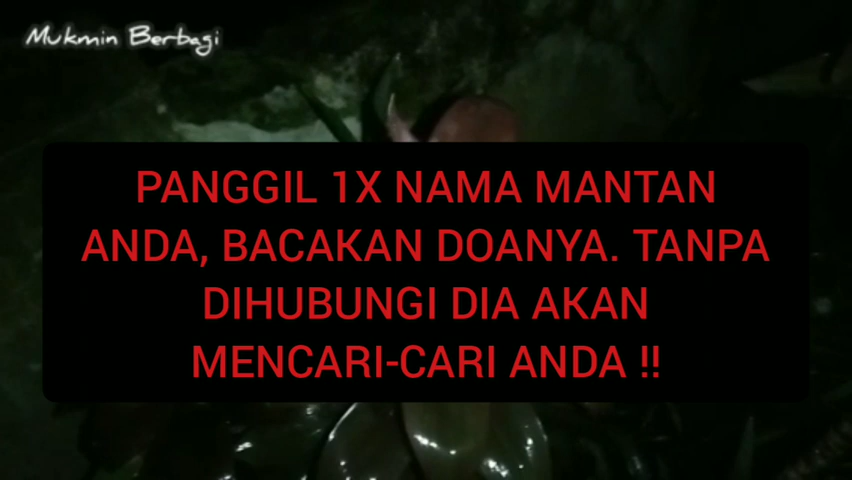 Mukmin Berbagi
PANGGIL 1X NAMA MANTAN
ANDA, BACAKAN DOANYA. TANPA
DIHUBUNGI DIA AKAN
MENCARI-CARI ANDA !!